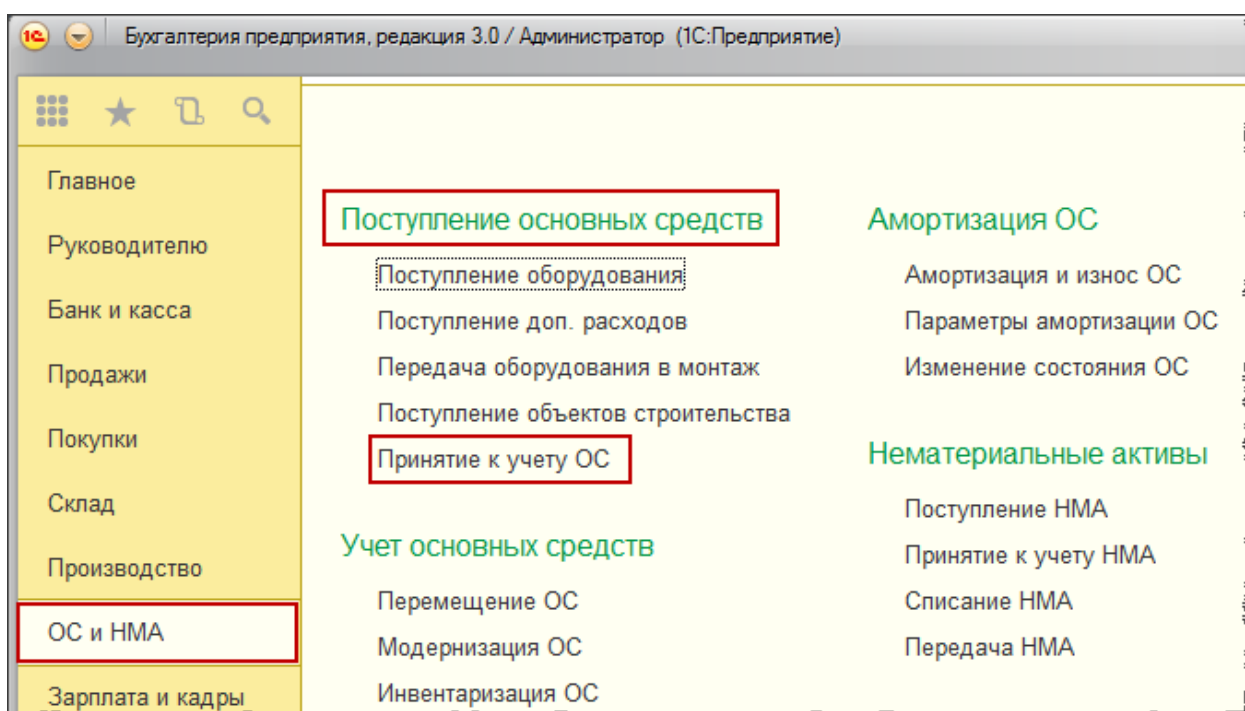 1С Бухгалтерия предприятия, редакция 3.0 / Администратор (1С:Предприятие)
Главное
Руководителю
Банк и касса
Продажи
Покупки
Склад
Производство
ОС и НМА
Зарплата и кадры
Поступление основных средств
Поступление оборудования
Поступление доп. расходов
Передача оборудования в монтаж
Поступление объектов строительства
Принятие к учету ОС
Учет основных средств
Перемещение ОС
Модернизация ОС
Инвентаризация ОС
Амортизация ОС
Амортизация и износ ОС
Параметры амортизации ОС
Изменение состояния ОС
Нематериальные активы
Поступление НМА
Принятие к учету НМА
Списание НМА
Передача НМА